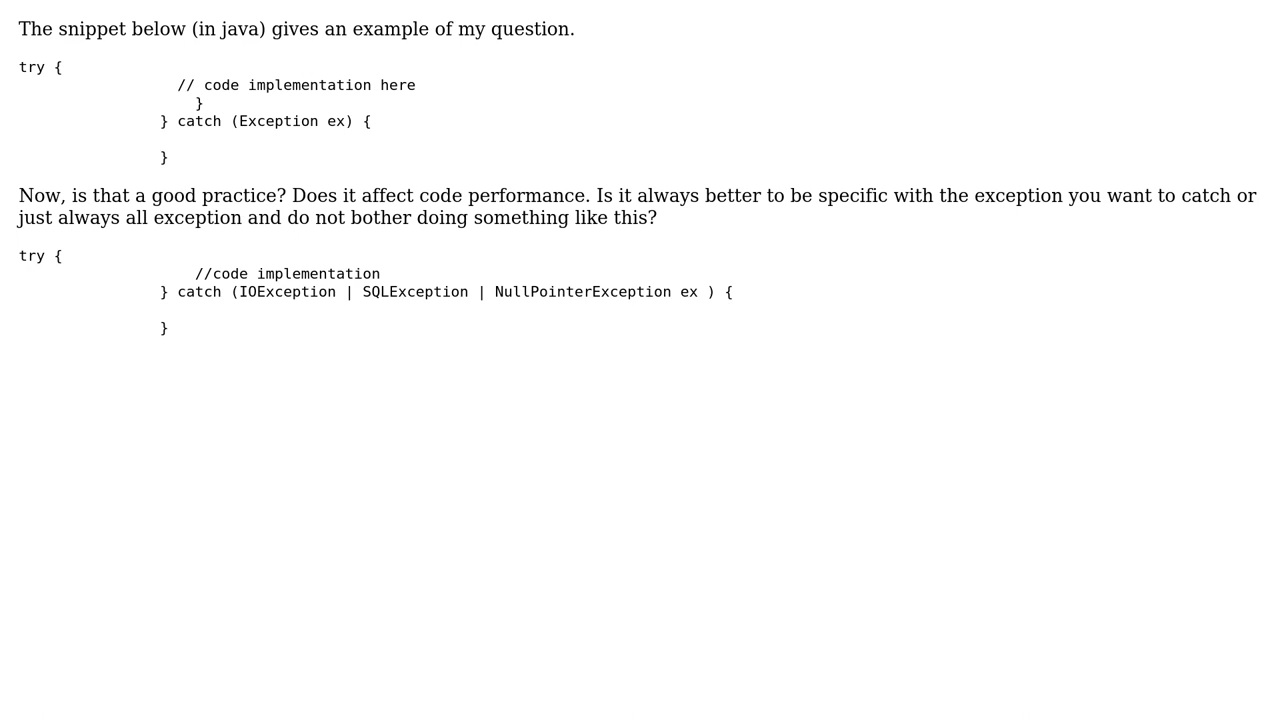 The snippet below (in java) gives an example of my question.
try {
// code implementation here
}
} catch (Exception ex) {
}
Now, is that a good practice? Does it affect code performance. Is it always better to be specific with the exception you want to catch or
just always all exception and do not bother doing something like this?
try {
//code implementation
} catch (IOException | SQLException | NullPointerException ex ) {
}